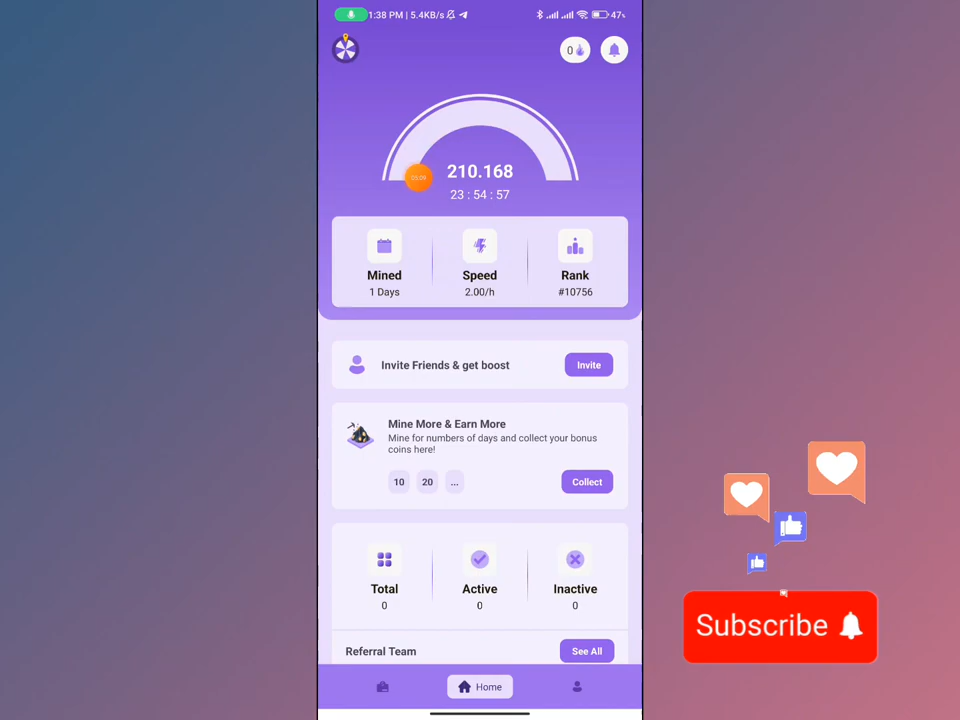 1:38 PM | 5.4KB/s
47%
0
210.168
23 : 54 : 57
Mined
1 Days
Speed
2.00/h
Rank
#10756
Invite Friends & get boost
Invite
Mine More & Earn More
Mine for numbers of days and collect your bonus
coins here!
10
20
...
Collect
Total
0
Active
0
Inactive
0
Referral Team
See All
Home
Subscribe